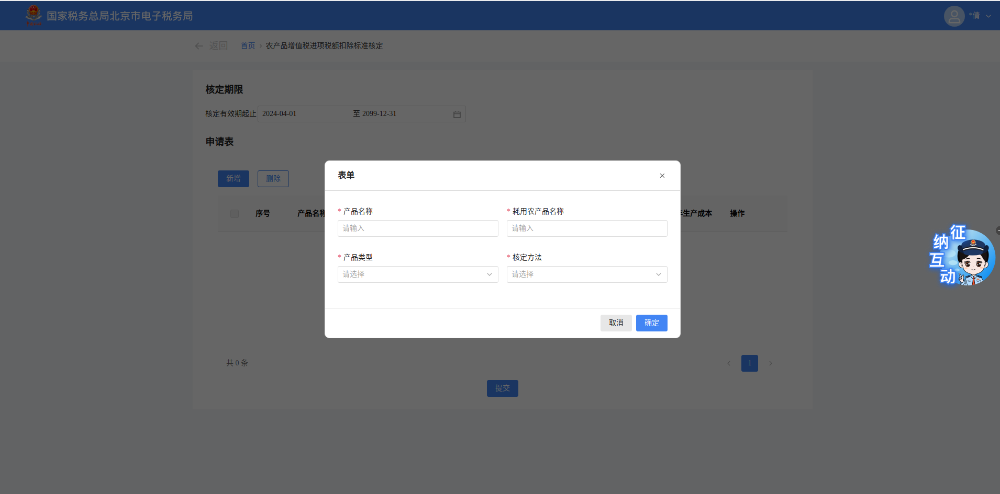 国家税务总局北京市电子税务局
*倩
返回 首页 › 农产品增值税进项税额扣除标准核定
核定期限
核定有效期起止 2024-04-01 至 2099-12-31
申请表
新增 删除
序号 产品名称 年生产成本 操作
表单
* 产品名称 * 耗用农产品名称
请输入 请输入
* 产品类型 * 核定方法
请选择 请选择
取消 确定
征
纳
互
动
共 0 条 1
提交